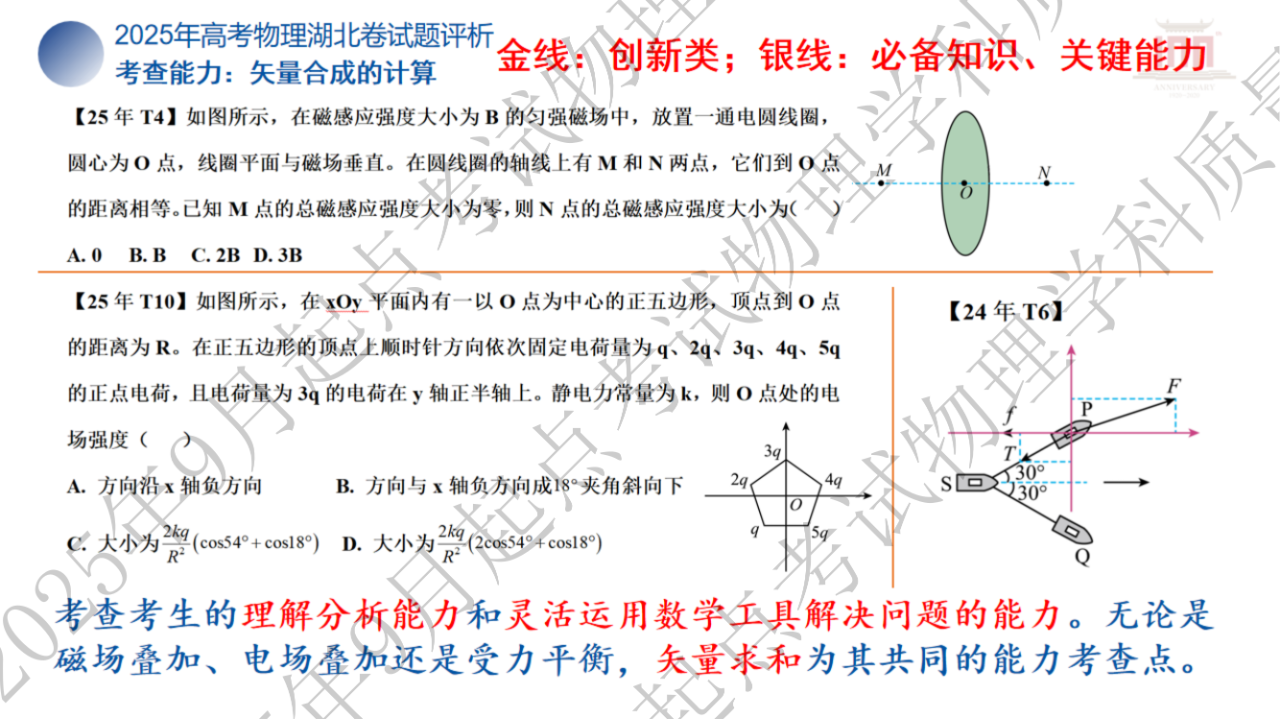 2025年高考物理湖北卷试题评析
考查能力：矢量合成的计算
金线：创新类；银线：必备知识、关键能力
ANNIVERSARY
【25 年 T4】如图所示，在磁感应强度大小为 B 的匀强磁场中，放置一通电圆线圈，
圆心为 O 点，线圈平面与磁场垂直。在圆线圈的轴线上有 M 和 N 两点，它们到 O 点
的距离相等。已知 M 点的总磁感应强度大小为零，则 N 点的总磁感应强度大小为（ ）
A. 0 B. B C. 2B D. 3B
M O N
【25 年 T10】如图所示，在 xOy 平面内有一以 O 点为中心的正五边形，顶点到 O 点
的距离为 R。在正五边形的顶点上顺时针方向依次固定电荷量为 q、2q、3q、4q、5q
的正点电荷，且电荷量为 3q 的电荷在 y 轴正半轴上。静电力常量为 k，则 O 点处的电
场强度（ ）
A. 方向沿 x 轴负方向 B. 方向与 x 轴负方向成18°夹角斜向下
C. 大小为 2kq/R² (cos54°+cos18°) D. 大小为 2kq/R² (2cos54°+cos18°)
3q
2q 4q
O
q 5q
【24 年 T6】
F
f P
T
S 30°
30°
Q
考查考生的理解分析能力和灵活运用数学工具解决问题的能力。无论是
磁场叠加、电场叠加还是受力平衡，矢量求和为其共同的能力考查点。
2025年9月起点考试物理学科质